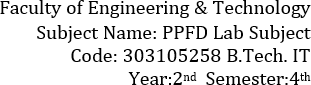 Faculty of Engineering & Technology
Subject Name: PPFD Lab Subject
Code: 303105258 B.Tech. IT
Year:2nd Semester:4th